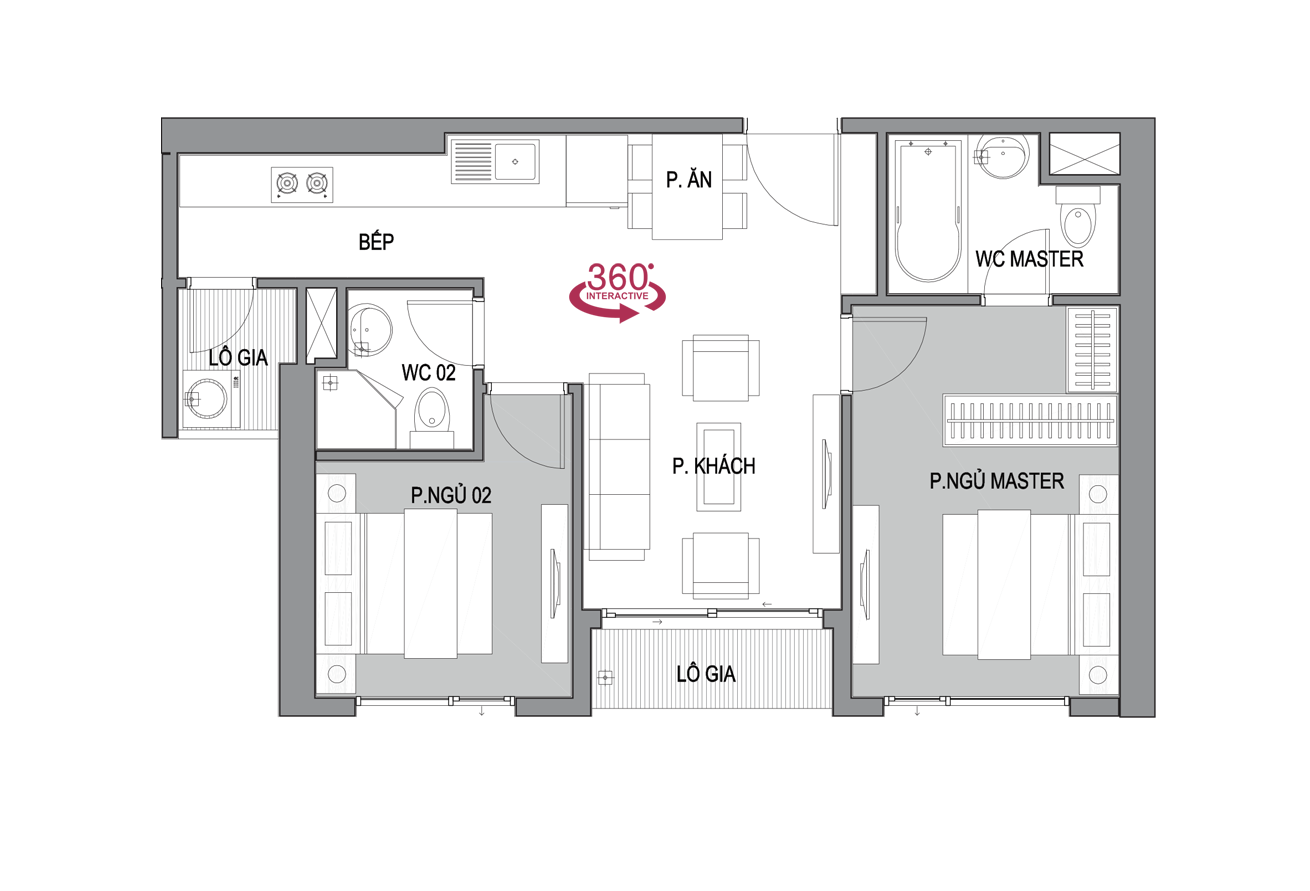 P. ĂN
BẾP
WC MASTER
360°
INTERACTIVE
LÔ GIA
WC 02
P. KHÁCH
P.NGỦ 02
P.NGỦ MASTER
LÔ GIA